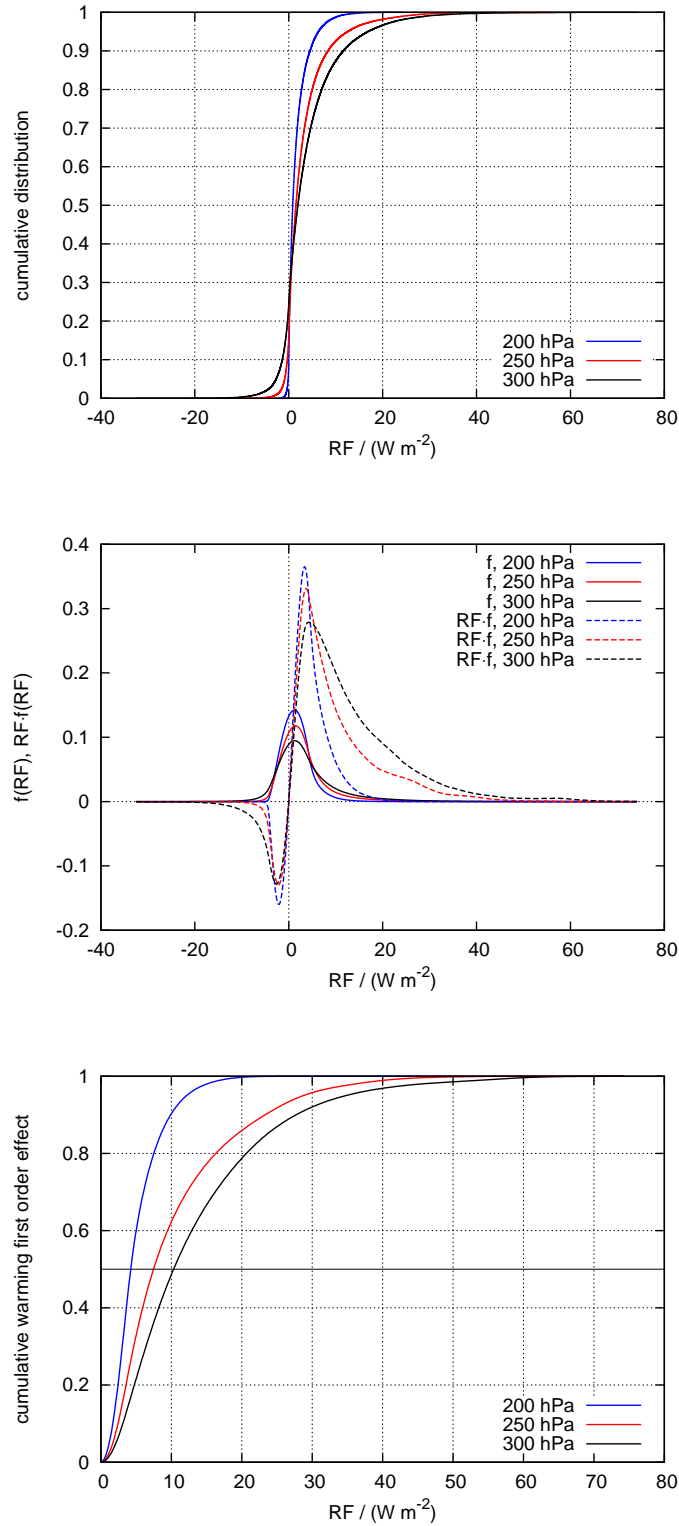 1
0.9
0.8
0.7
0.6
0.5
0.4
0.3
0.2
0.1
0
cumulative distribution
200 hPa
250 hPa
300 hPa
-40 -20 0 20 40 60 80
RF / (W m-2)
0.4
0.3
0.2
0.1
0
-0.1
-0.2
f(RF), RF·f(RF)
f, 200 hPa
f, 250 hPa
f, 300 hPa
RF·f, 200 hPa
RF·f, 250 hPa
RF·f, 300 hPa
-40 -20 0 20 40 60 80
RF / (W m-2)
1
0.8
0.6
0.4
0.2
0
cumulative warming first order effect
200 hPa
250 hPa
300 hPa
0 10 20 30 40 50 60 70 80
RF / (W m-2)